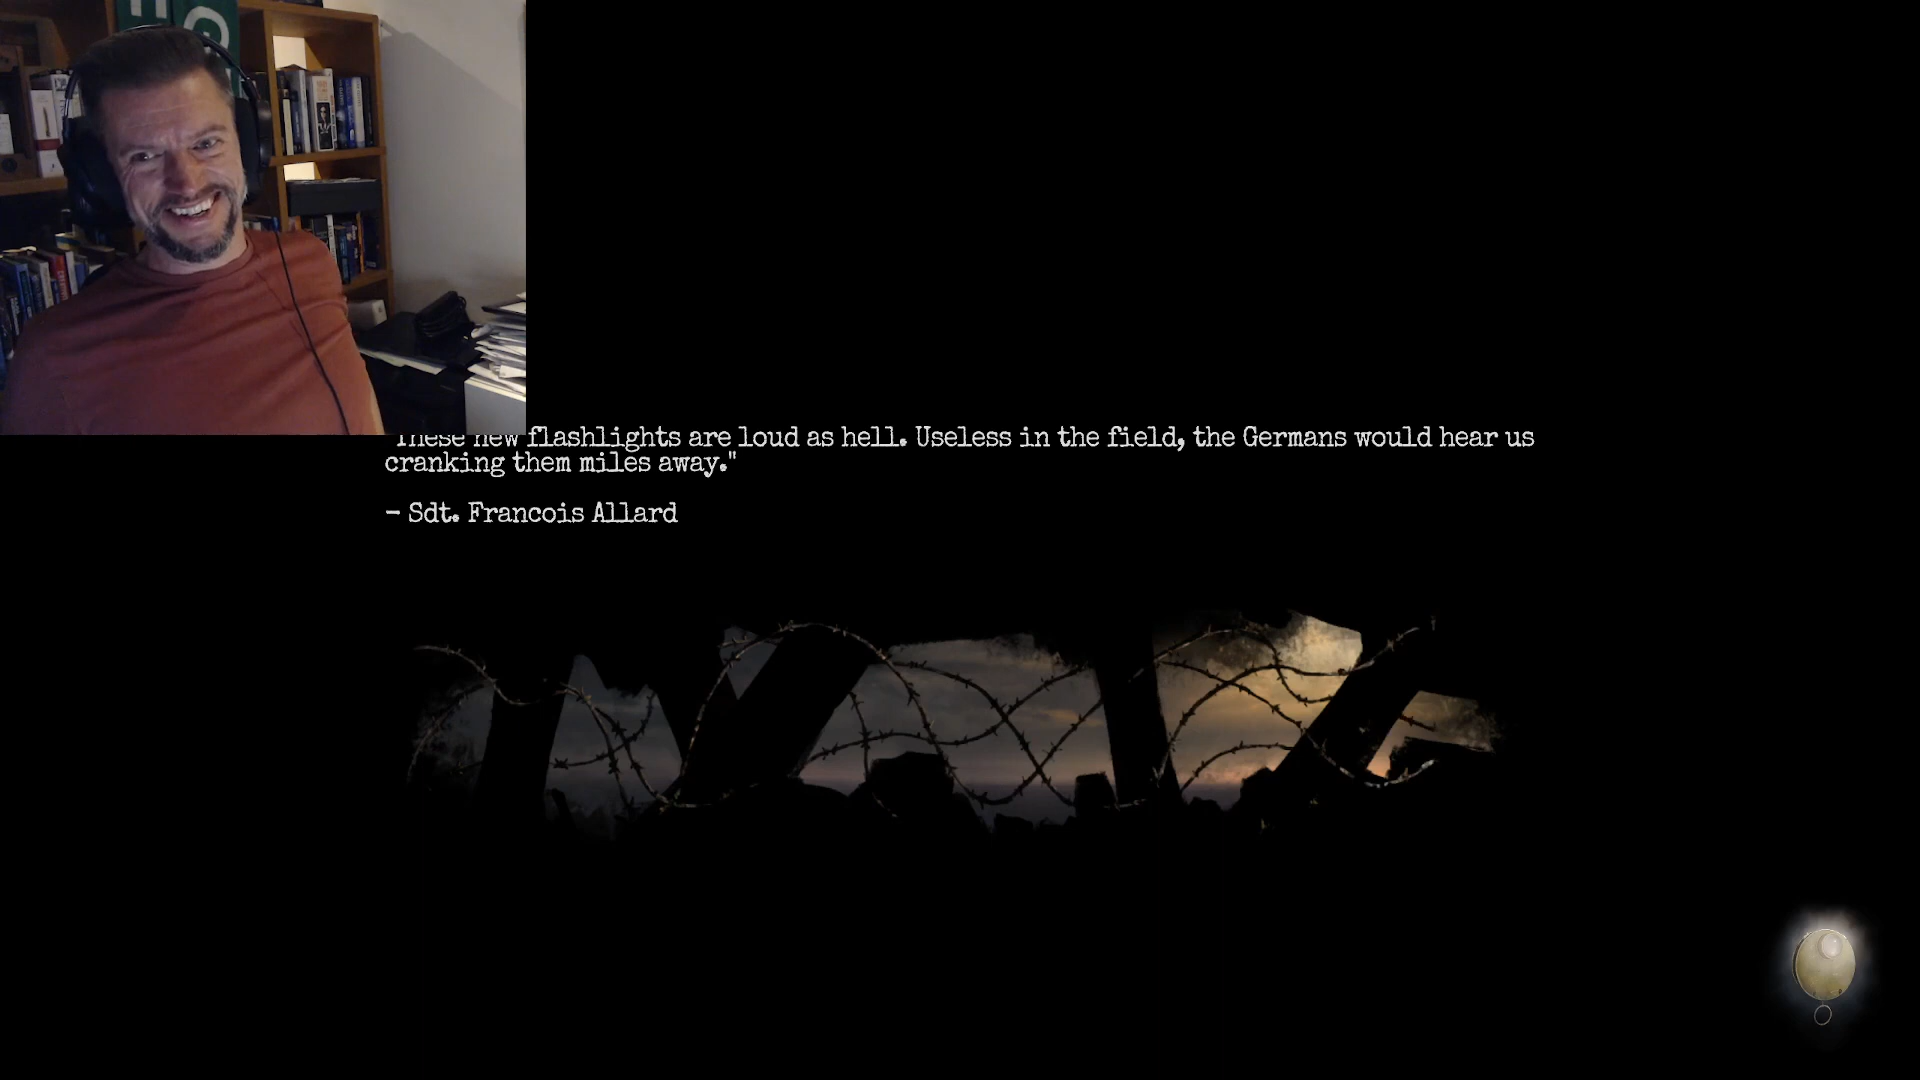 These new flashlights are loud as hell. Useless in the field, the Germans would hear us
cranking them miles away."
- Sdt. Francois Allard